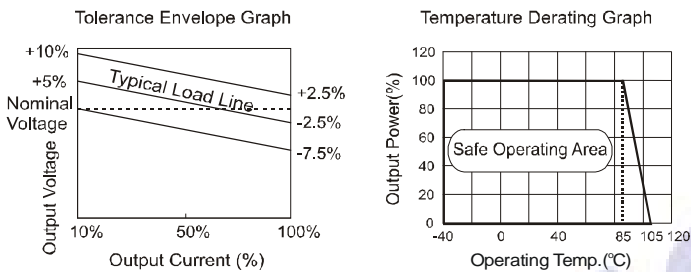 Tolerance Envelope Graph
+10%
+5%
Nominal
Voltage
Output Voltage
Typical Load Line
+2.5%
-2.5%
-7.5%
10% 50% 100%
Output Current (%)
Temperature Derating Graph
Output Power(%)
120
100
80
60
40
20
0
Safe Operating Area
-40 0 40 85 105 120
Operating Temp.(°C)